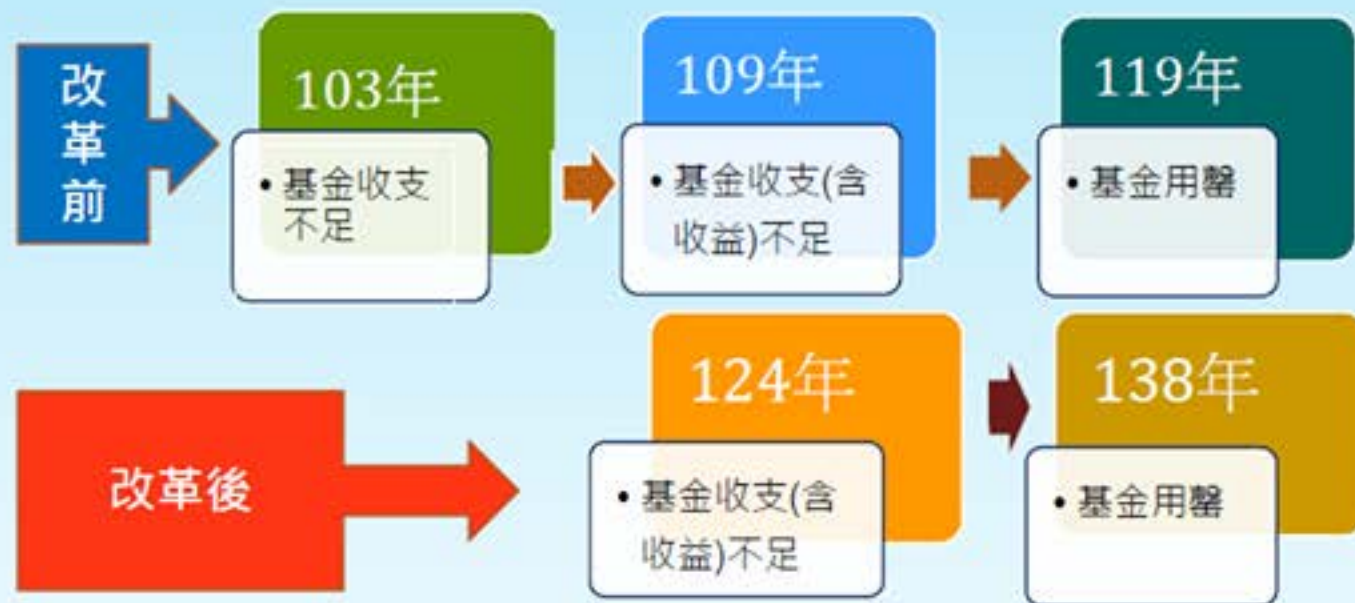 改革前
103年
• 基金收支
不足
109年
• 基金收支(含
收益)不足
119年
• 基金用罄
改革後
124年
• 基金收支(含
收益)不足
138年
• 基金用罄